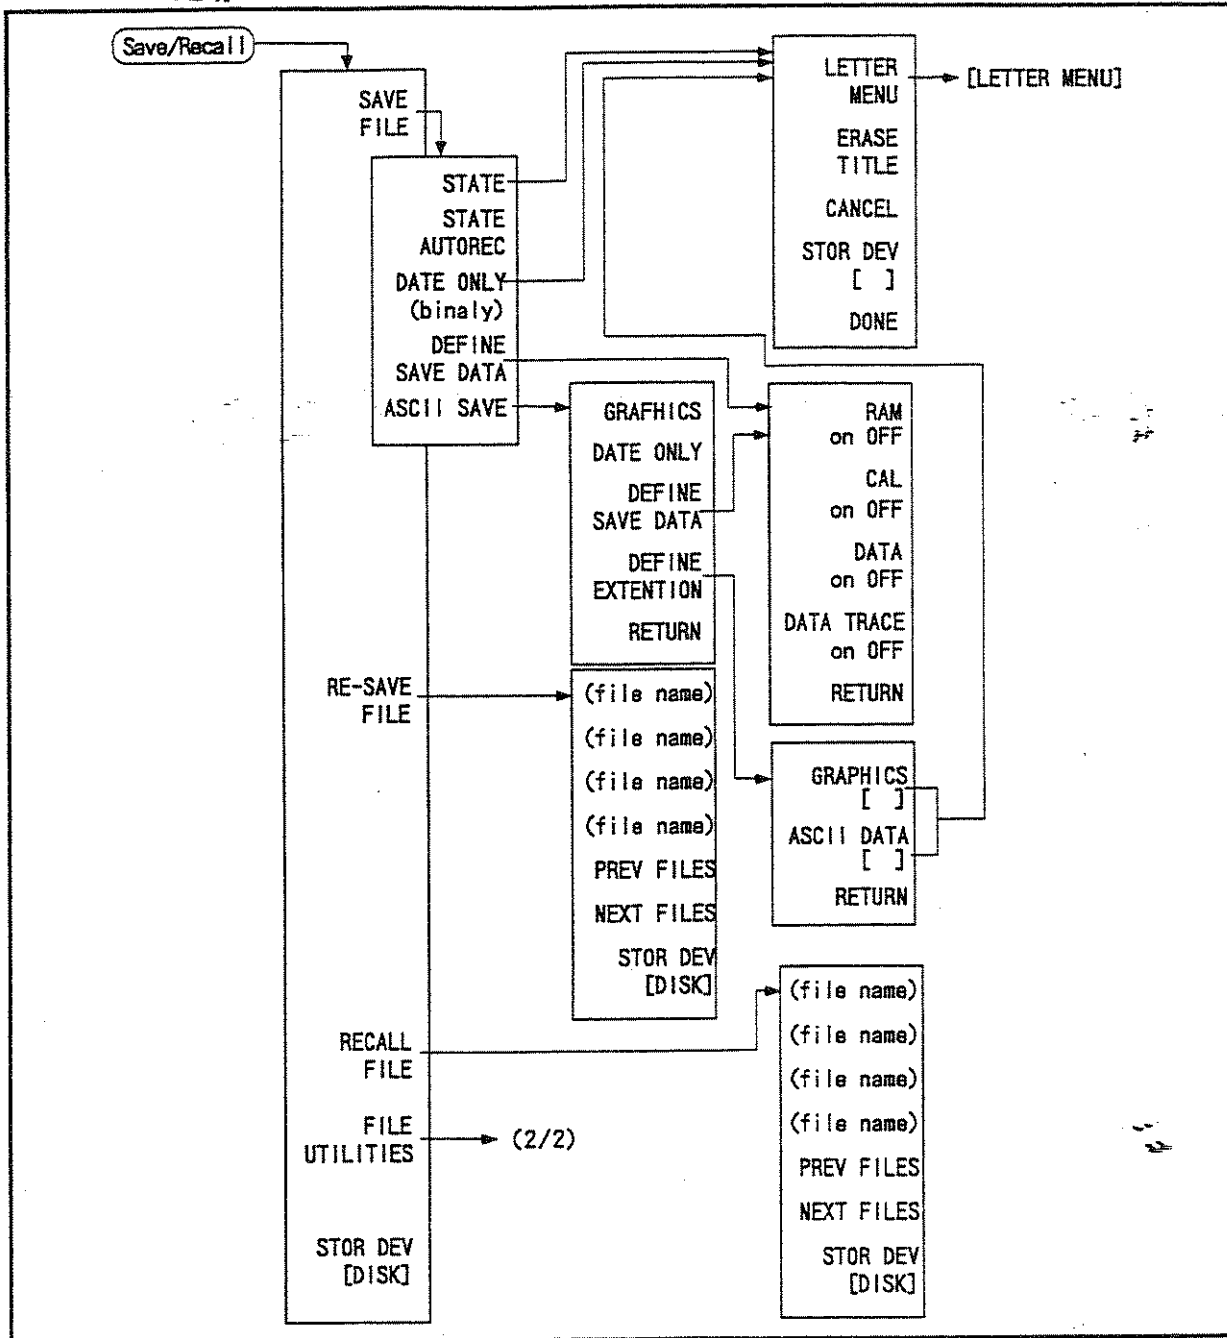 Save/Recall
SAVE
FILE
STATE
STATE
AUTOREC
DATE ONLY
(binaly)
DEFINE
SAVE DATA
ASCII SAVE
RE-SAVE
FILE
RECALL
FILE
FILE
UTILITIES
(2/2)
STOR DEV
[DISK]
GRAFHICS
DATE ONLY
DEFINE
SAVE DATA
DEFINE
EXTENTION
RETURN
(file name)
(file name)
(file name)
(file name)
PREV FILES
NEXT FILES
STOR DEV
[DISK]
LETTER
MENU
[LETTER MENU]
ERASE
TITLE
CANCEL
STOR DEV
[ ]
DONE
RAM
on OFF
CAL
on OFF
DATA
on OFF
DATA TRACE
on OFF
RETURN
GRAPHICS
[ ]
ASCII DATA
[ ]
RETURN
(file name)
(file name)
(file name)
(file name)
PREV FILES
NEXT FILES
STOR DEV
[DISK]